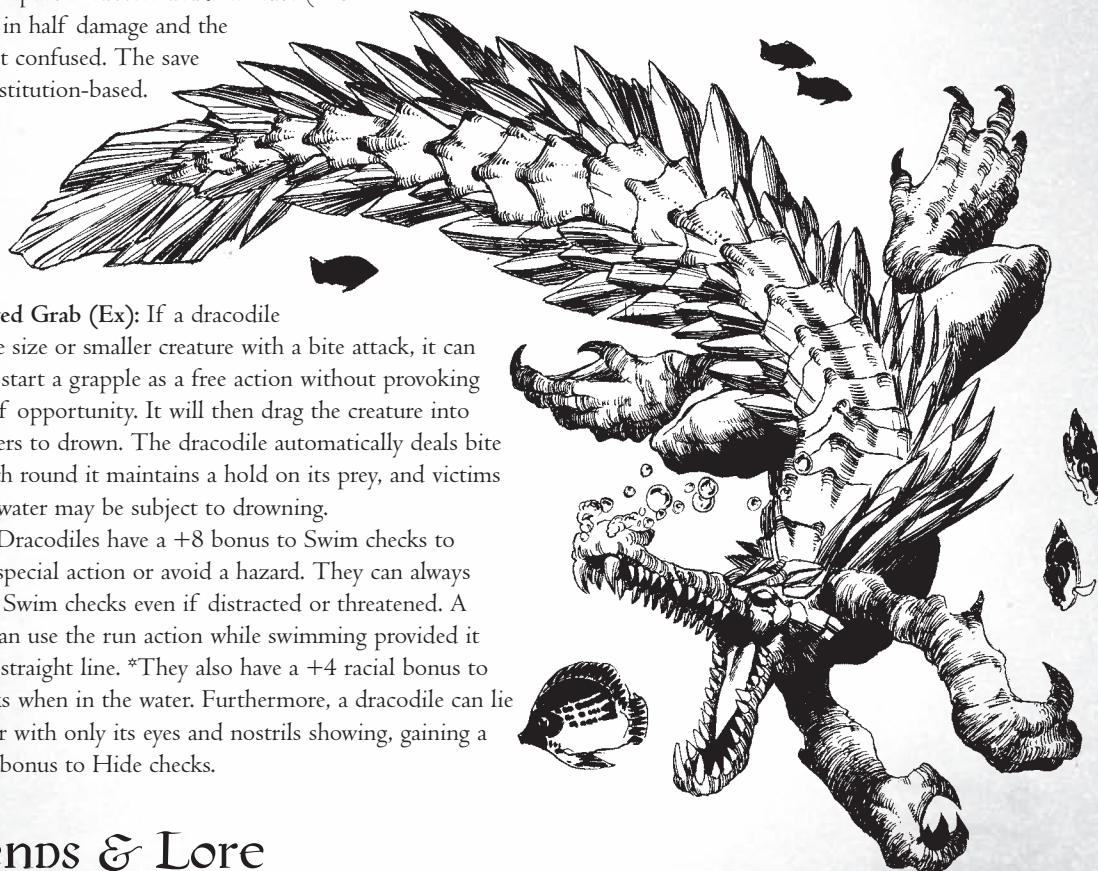 in half damage and the
t confused. The save
stitution-based.
ed Grab (Ex): If a dracodile
e size or smaller creature with a bite attack, it can
start a grapple as a free action without provoking
f opportunity. It will then drag the creature into
ers to drown. The dracodile automatically deals bite
h round it maintains a hold on its prey, and victims
water may be subject to drowning.
Dracodiles have a +8 bonus to Swim checks to
special action or avoid a hazard. They can always
Swim checks even if distracted or threatened. A
an use the run action while swimming provided it
straight line. *They also have a +4 racial bonus to
ks when in the water. Furthermore, a dracodile can lie
r with only its eyes and nostrils showing, gaining a
bonus to Hide checks.
ends & Lore